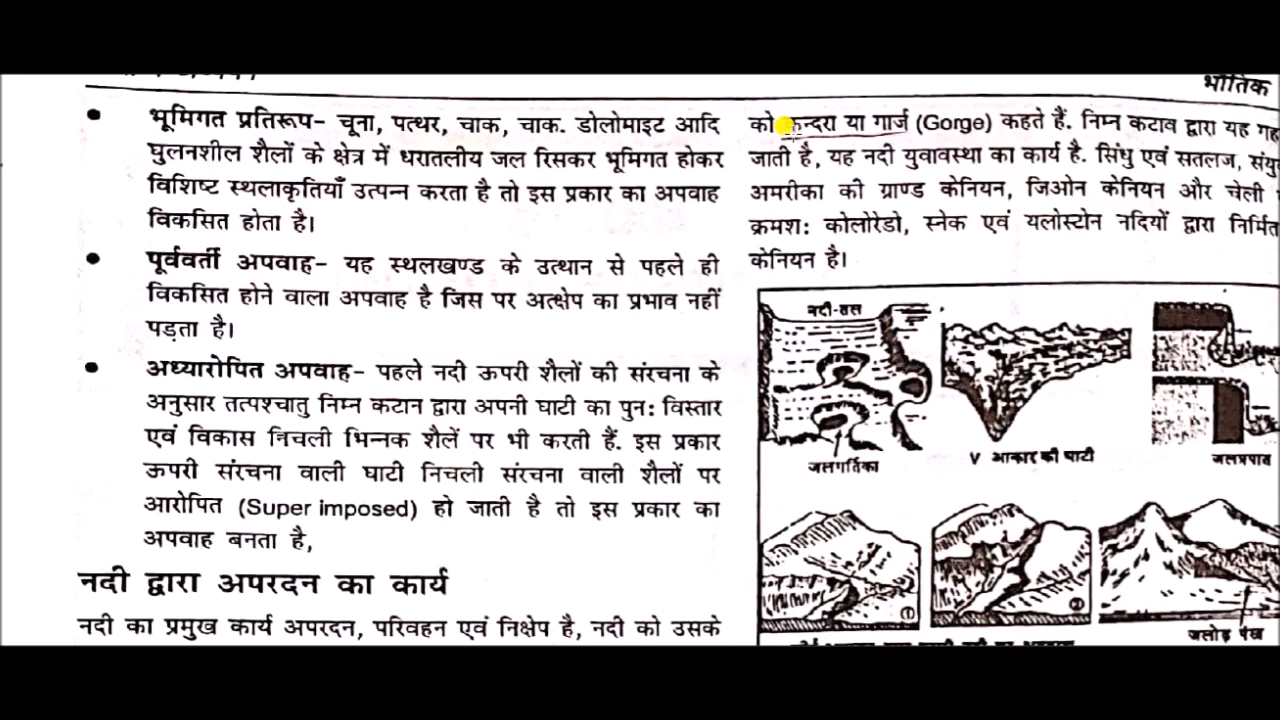 भौतिक
• भूमिगत प्रतिरूप- चूना, पत्थर, चाक, चाक. डोलोमाइट आदि
घुलनशील शैलों के क्षेत्र में धरातलीय जल रिसकर भूमिगत होकर
विशिष्ट स्थलाकृतियाँ उत्पन्न करता है तो इस प्रकार का अपवाह
विकसित होता है।
• पूर्ववर्ती अपवाह- यह स्थलखण्ड के उत्थान से पहले ही
विकसित होने वाला अपवाह है जिस पर अत्क्षेप का प्रभाव नहीं
पड़ता है।
• अध्यारोपित अपवाह- पहले नदी ऊपरी शैलों की संरचना के
अनुसार तत्पश्चातु निम्न कटान द्वारा अपनी घाटी का पुन: विस्तार
एवं विकास निचली भिन्नक शैलें पर भी करती हैं. इस प्रकार
ऊपरी संरचना वाली घाटी निचली संरचना वाली शैलों पर
आरोपित (Super imposed) हो जाती है तो इस प्रकार का
अपवाह बनता है,
नदी द्वारा अपरदन का कार्य
नदी का प्रमुख कार्य अपरदन, परिवहन एवं निक्षेप है, नदी को उसके
को कन्दरा या गार्ज (Gorge) कहते हैं. निम्न कटाव द्वारा यह
जाती है, यह नदी युवावस्था का कार्य है. सिंधु एवं सतलज,
अमरीका की ग्राण्ड केनियन, जिओन केनियन और चेली
क्रमश: कोलोरेडो, स्नेक एवं यलोस्टोन नदियों द्वारा निर्मित
केनियन है।
नदी-तल
जलगर्तिका
V आकार की घाटी
जलप्रपात
①
②
जलोढ़ पंख